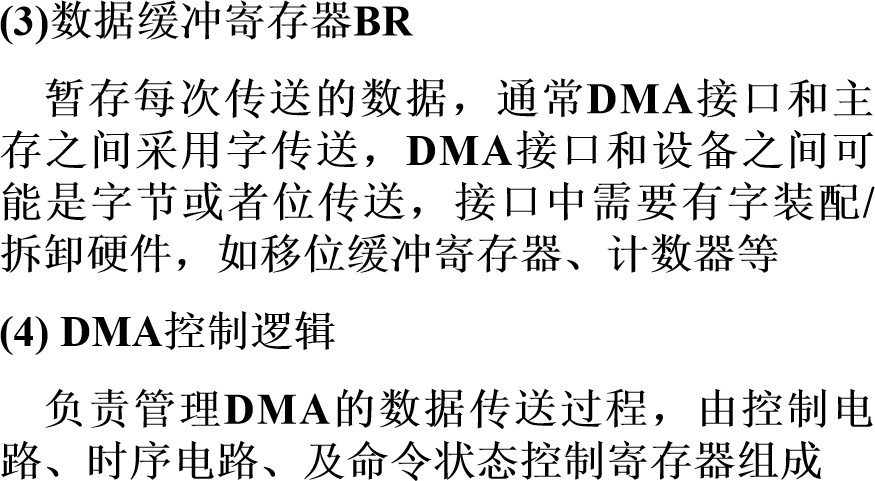 (3)数据缓冲寄存器BR
暂存每次传送的数据，通常DMA接口和主
存之间采用字传送，DMA接口和设备之间可
能是字节或者位传送，接口中需要有字装配/
拆卸硬件，如移位缓冲寄存器、计数器等
(4) DMA控制逻辑
负责管理DMA的数据传送过程，由控制电
路、时序电路、及命令状态控制寄存器组成